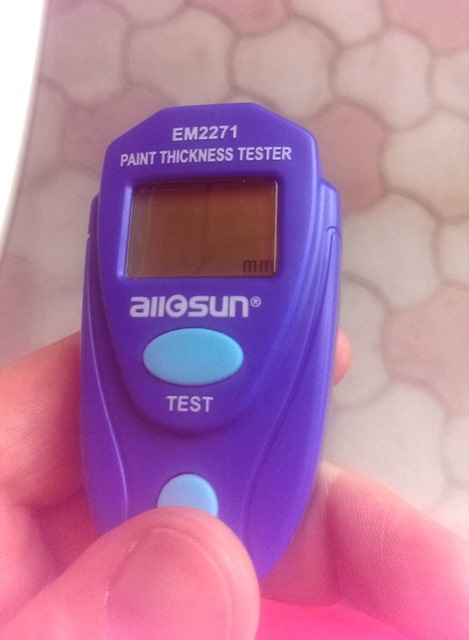 EM2271
PAINT THICKNESS TESTER
mm
allosun®
TEST